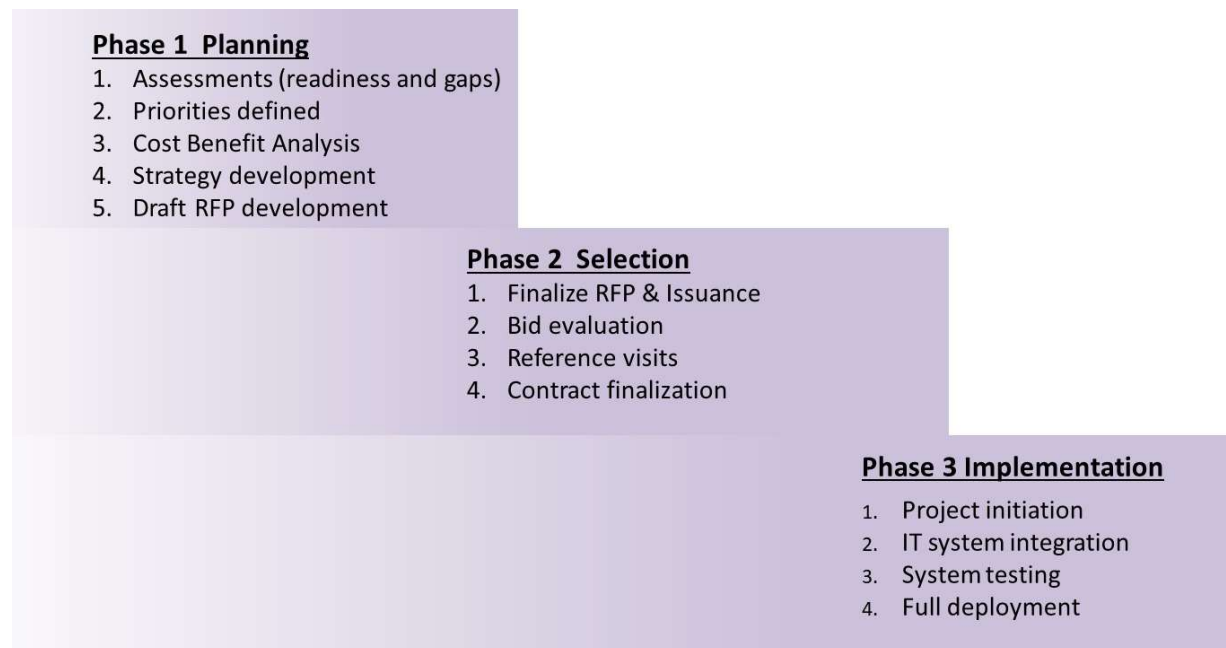 Phase 1 Planning
1. Assessments (readiness and gaps)
2. Priorities defined
3. Cost Benefit Analysis
4. Strategy development
5. Draft RFP development
Phase 2 Selection
1. Finalize RFP & Issuance
2. Bid evaluation
3. Reference visits
4. Contract finalization
Phase 3 Implementation
1. Project initiation
2. IT system integration
3. System testing
4. Full deployment